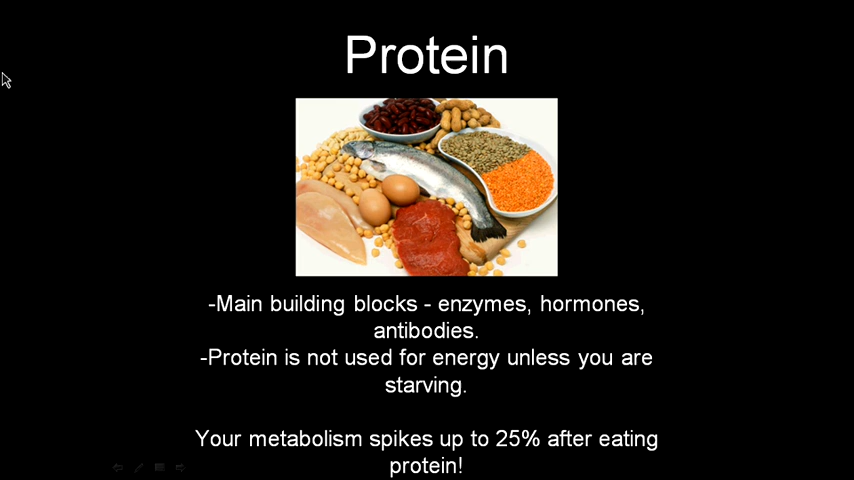 Protein
-Main building blocks - enzymes, hormones,
antibodies.
-Protein is not used for energy unless you are
starving.
Your metabolism spikes up to 25% after eating
protein!